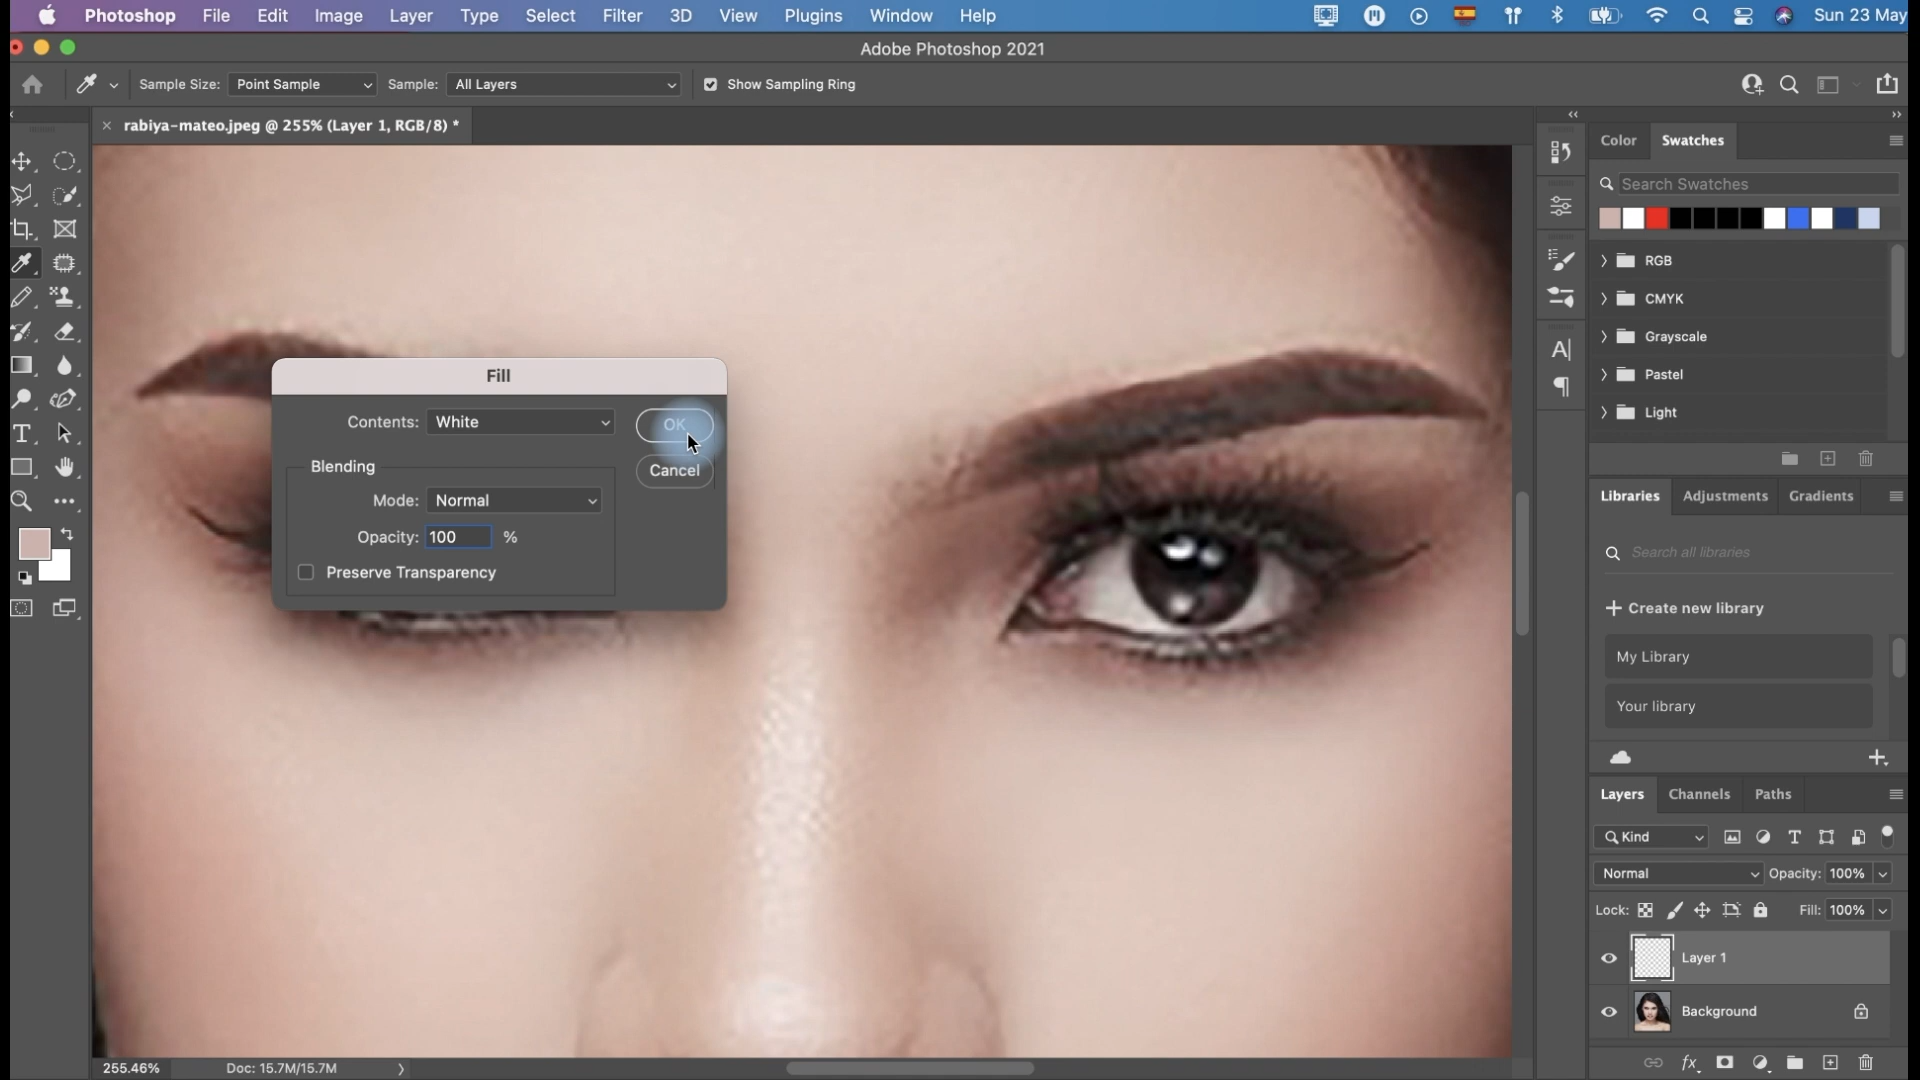 Photoshop File Edit Image Layer Type Select Filter 3D View Plugins Window Help Sun 23 May
Adobe Photoshop 2021
Sample Size: Point Sample Sample: All Layers Show Sampling Ring
rabiya-mateo.jpeg @ 255% (Layer 1, RGB/8) *
Color Swatches
Search Swatches
RGB
CMYK
Grayscale
Pastel
Light
Fill
Contents: White
OK
Cancel
Blending
Mode: Normal
Opacity: 100 %
Preserve Transparency
Libraries Adjustments Gradients
Search all libraries
Create new library
My Library
Your library
Layers Channels Paths
Kind
Normal Opacity: 100%
Lock: Fill: 100%
Layer 1
Background
255.46% Doc: 15.7M/15.7M